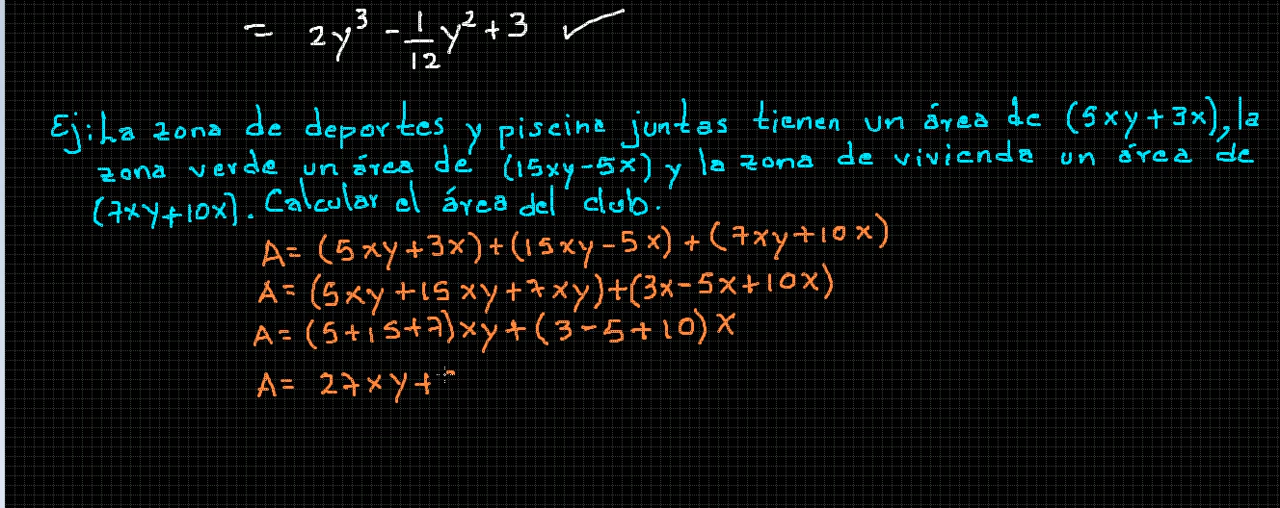 = 2y³ - 1/12 y² + 3 ✓
Ej: La zona de deportes y piscina juntas tienen un área de (5xy + 3x), la
zona verde un área de (15xy - 5x) y la zona de vivienda un área de
(7xy + 10x). Calcular el área del club.
A = (5xy + 3x) + (15xy - 5x) + (7xy + 10x)
A = (5xy + 15xy + 7xy) + (3x - 5x + 10x)
A = (5 + 15 + 7)xy + (3 - 5 + 10)x
A = 27xy +